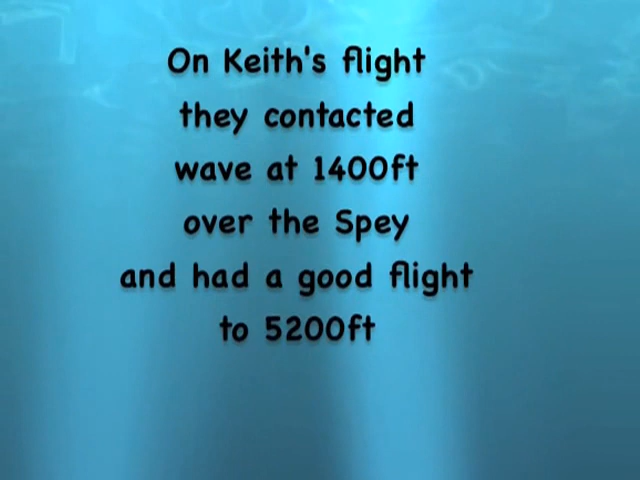 On Keith's flight
they contacted
wave at 1400ft
over the Spey
and had a good flight
to 5200ft